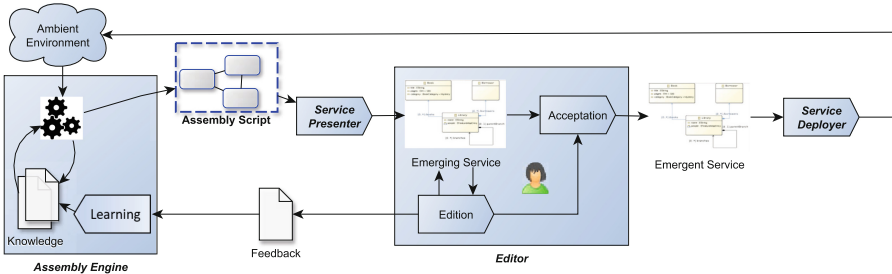 Ambient
Environment
Assembly Script
Service
Presenter
Acceptation
Service
Deployer
Emerging Service
Emergent Service
Learning
Edition
Knowledge
Feedback
Assembly Engine
Editor